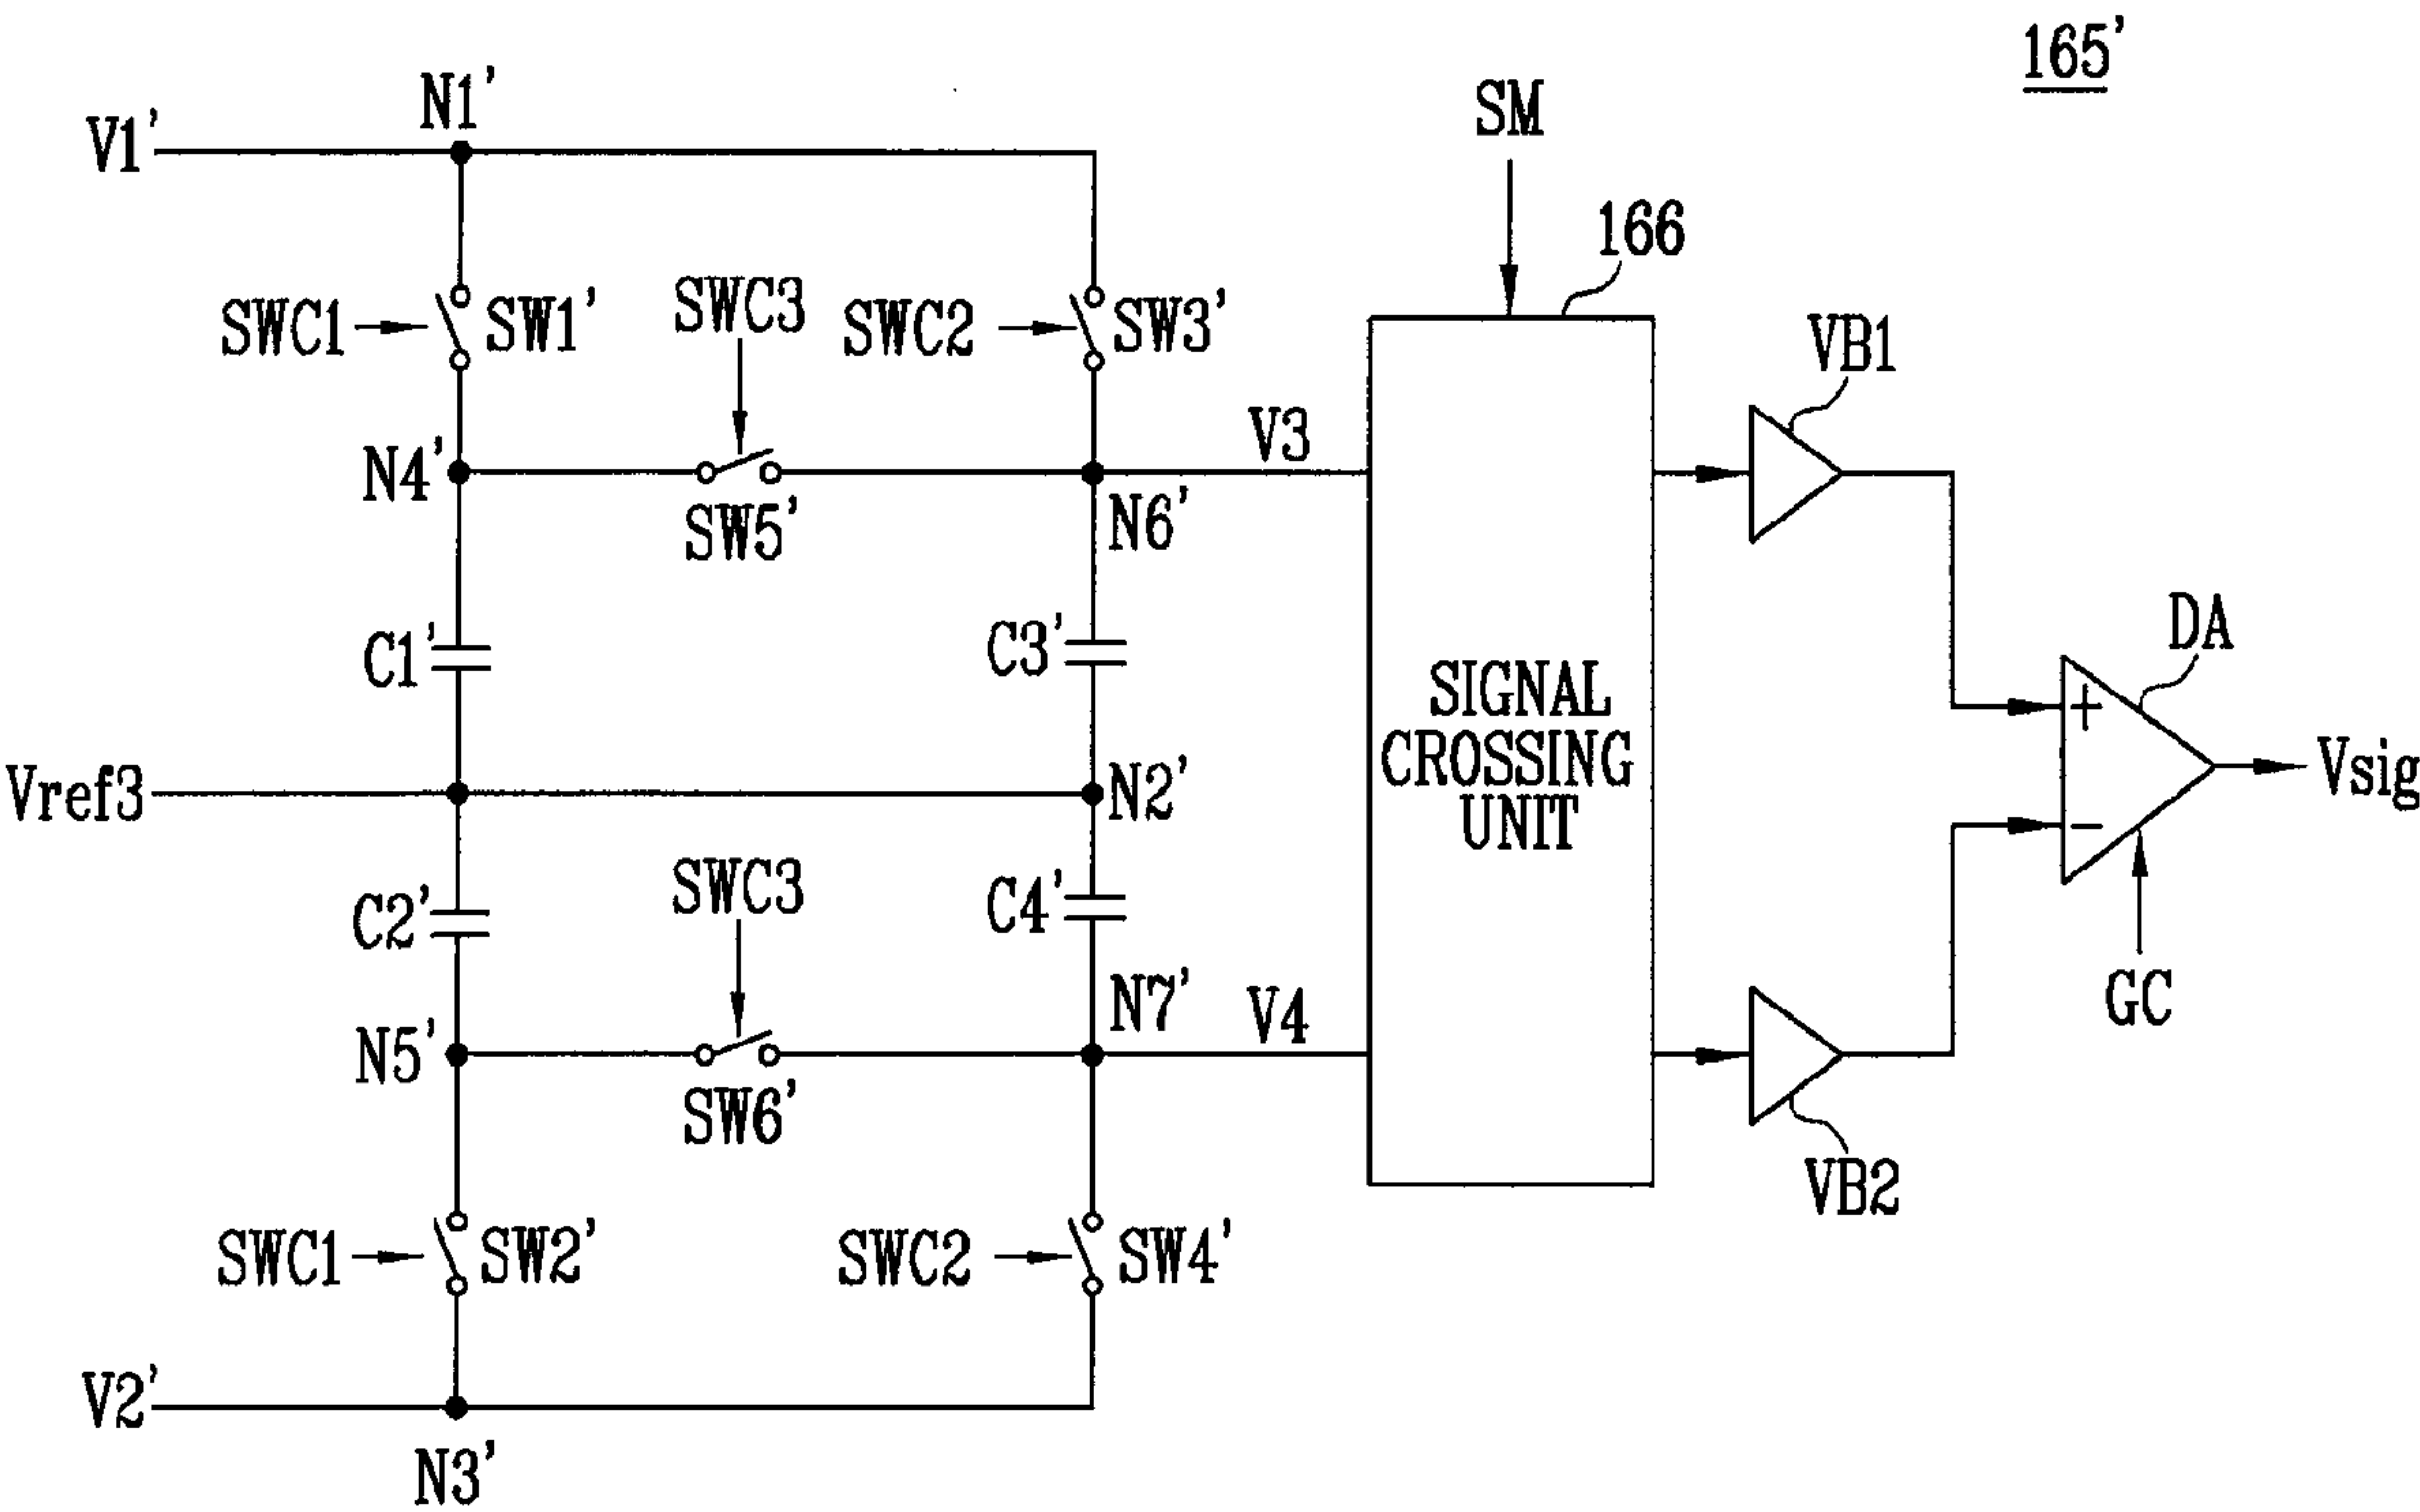 165'
N1'
SM
V1'
166
SWC1
SW1'
SWC3
SWC2
SW3'
VB1
V3
N4'
SW5'
N6'
C1'
C3'
DA
SIGNAL
CROSSING
UNIT
Vref3
N2'
+
Vsig
−
SWC3
C2'
C4'
GC
N5'
N7'
V4
SW6'
VB2
SWC1
SW2'
SWC2
SW4'
V2'
N3'